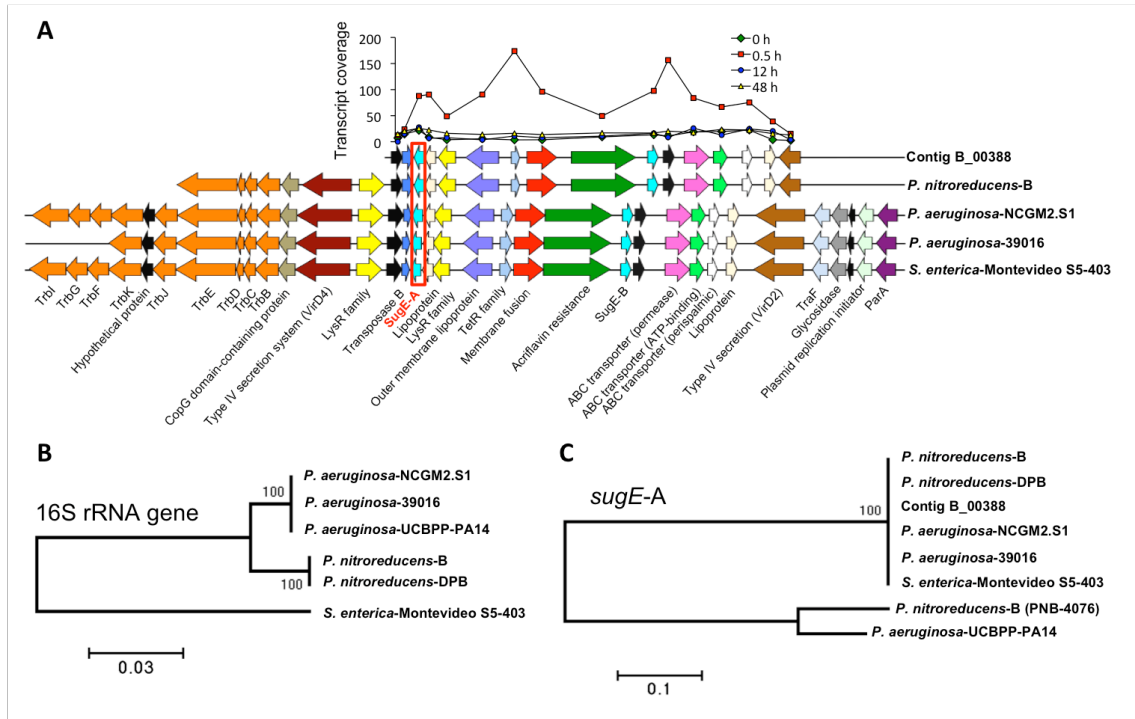 A
Transcript coverage
200
150
100
50
0
0 h
0.5 h
12 h
48 h
Contig B_00388
P. nitroreducens-B
P. aeruginosa-NCGM2.S1
P. aeruginosa-39016
S. enterica-Montevideo S5-403
TrbI
TrbG
TrbF
TrbK
Hypothetical protein
TrbJ
TrbE
TrbD
TrbC
TrbB
CopG domain-containing protein
Type IV secretion system (VirD4)
LysR family
Transposase B
SugE-A
Lipoprotein
LysR family
Outer membrane lipoprotein
TetR family
Membrane fusion
Acriflavin resistance
SugE-B
ABC transporter (permease)
ABC transporter (ATP-binding)
ABC transporter (perispalmic)
Lipoprotein
Type IV secretion (VirD2)
TraF
Glycosidase
Plasmid replication initiator
ParA
B
16S rRNA gene
100
P. aeruginosa-NCGM2.S1
P. aeruginosa-39016
P. aeruginosa-UCBPP-PA14
100
P. nitroreducens-B
P. nitroreducens-DPB
S. enterica-Montevideo S5-403
0.03
C
sugE-A
100
P. nitroreducens-B
P. nitroreducens-DPB
Contig B_00388
P. aeruginosa-NCGM2.S1
P. aeruginosa-39016
S. enterica-Montevideo S5-403
P. nitroreducens-B (PNB-4076)
P. aeruginosa-UCBPP-PA14
0.1